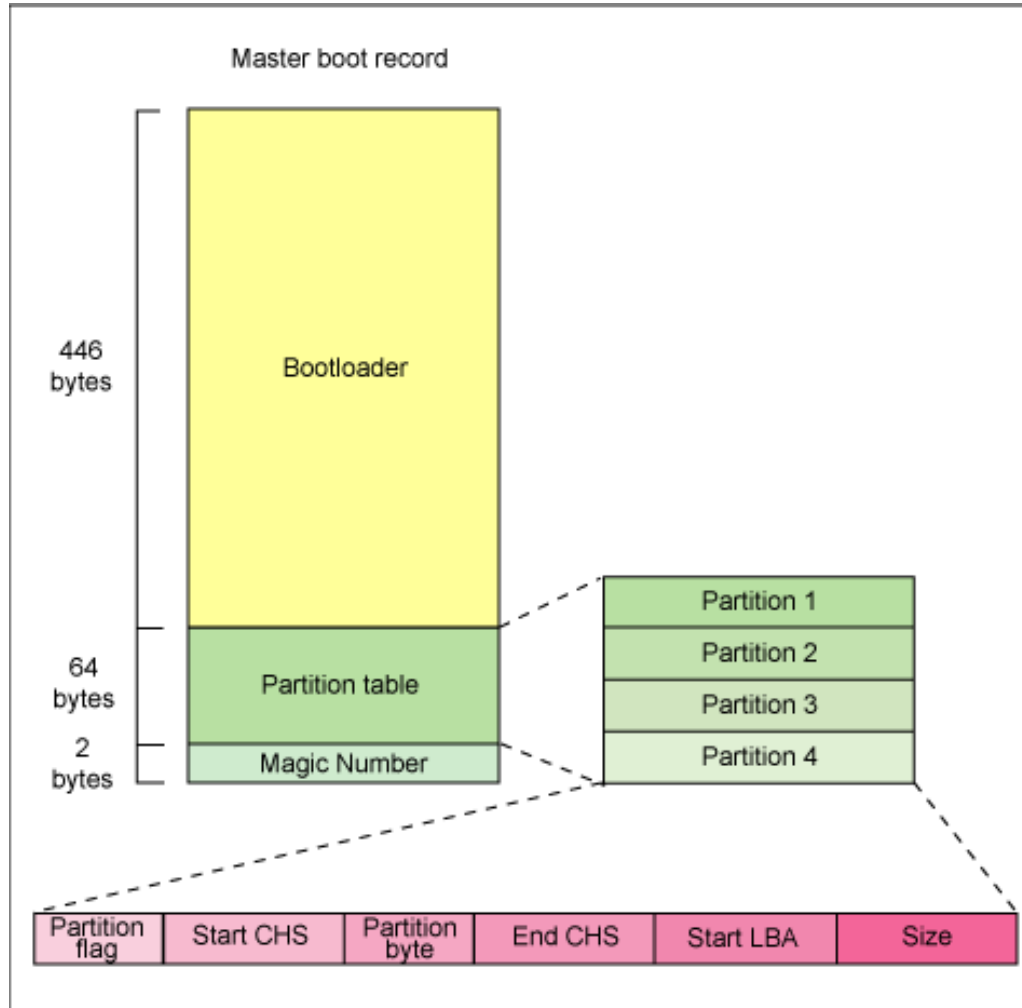 Master boot record
446
bytes
Bootloader
64
bytes
Partition table
2
bytes
Magic Number
Partition 1
Partition 2
Partition 3
Partition 4
Partition
flag
Start CHS
Partition
byte
End CHS
Start LBA
Size